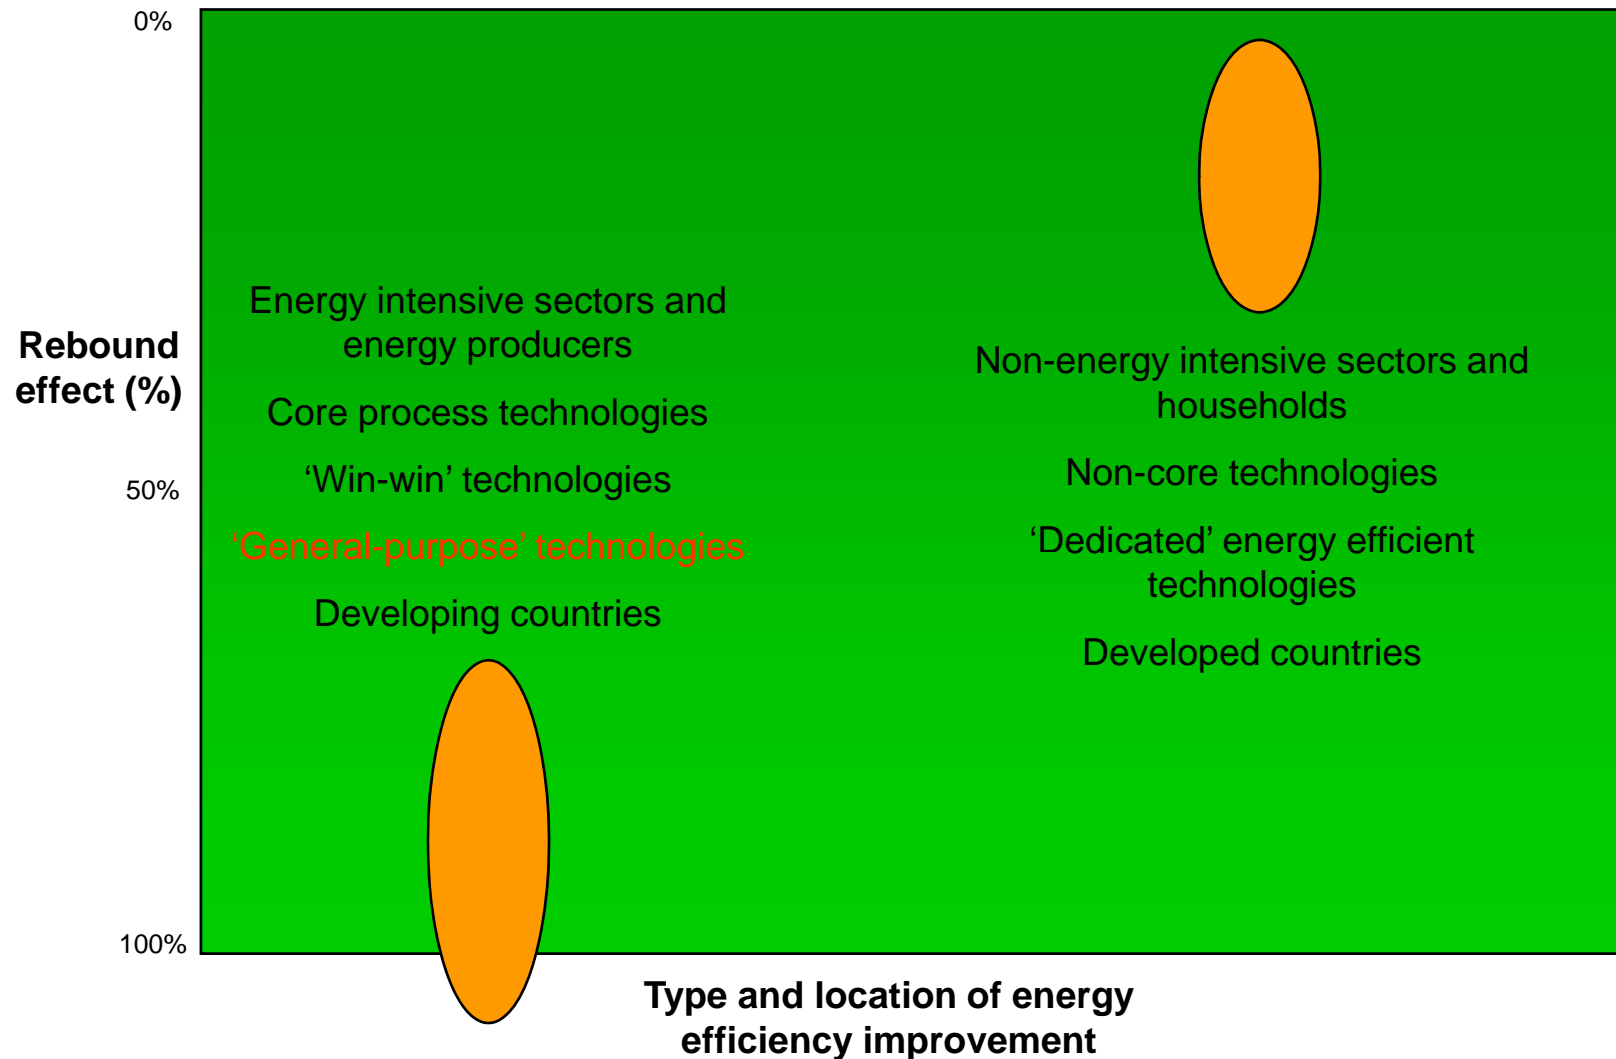 0%
Energy intensive sectors and
energy producers
Core process technologies
‘Win-win’ technologies
‘General-purpose’ technologies
Developing countries
Non-energy intensive sectors and
households
Non-core technologies
‘Dedicated’ energy efficient
technologies
Developed countries
Rebound
effect (%)
50%
100%
Type and location of energy
efficiency improvement